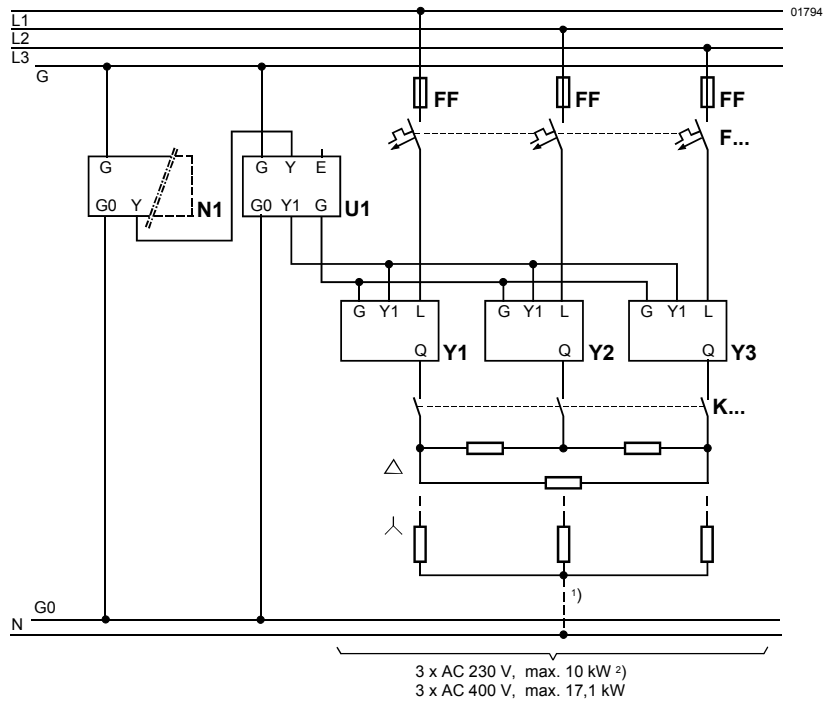 01794
L1
L2
L3
G
FF FF FF
F...
G G Y E
G0 Y N1 G0 Y1 G U1
G Y1 L G Y1 L G Y1 L
Q Y1 Q Y2 Q Y3
K...
1)
G0
N
3 x AC 230 V, max. 10 kW 2)
3 x AC 400 V, max. 17,1 kW